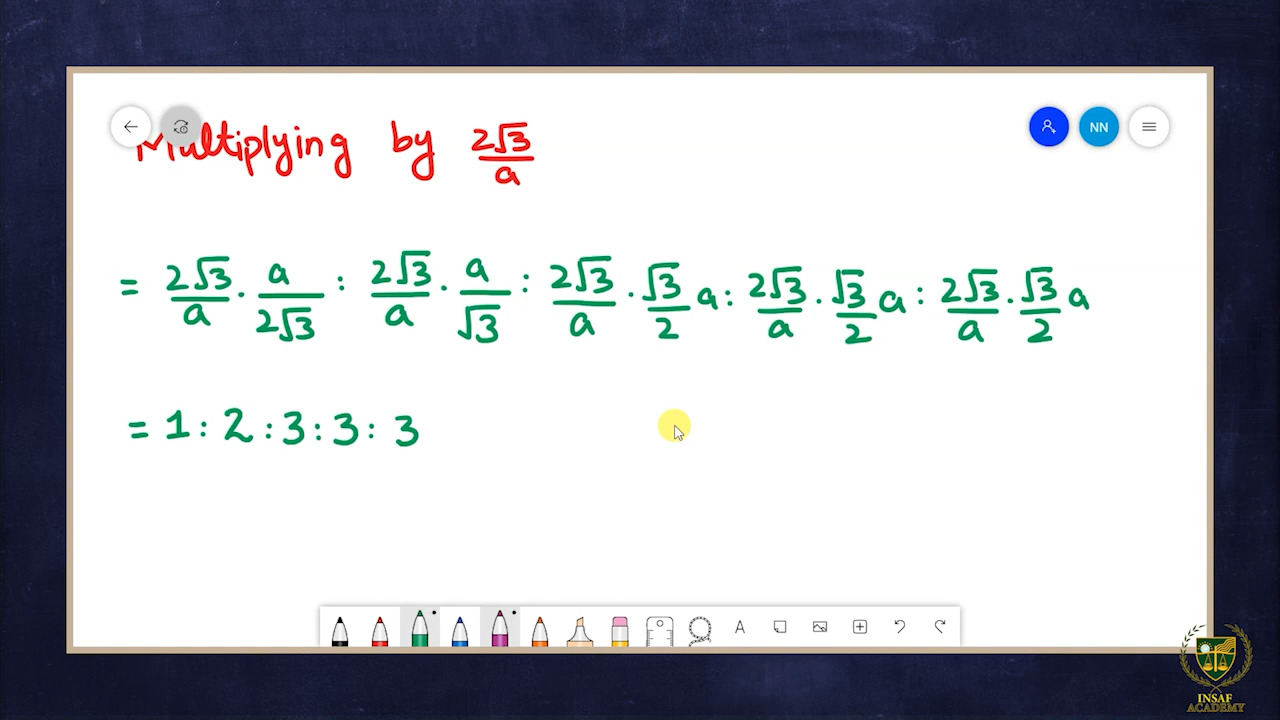 Multiplying by 2√3/a
NN
= 2√3/a · a/2√3 : 2√3/a · a/√3 : 2√3/a · √3/2 a : 2√3/a · √3/2 a : 2√3/a · √3/2 a
= 1 : 2 : 3 : 3 : 3
A
INSAF
ACADEMY